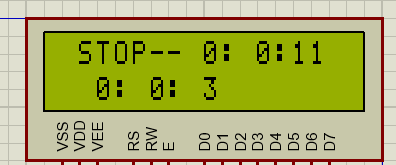 STOP-- 0: 0:11
0: 0: 3
VSS VDD VEE RS RW E D0 D1 D2 D3 D4 D5 D6 D7